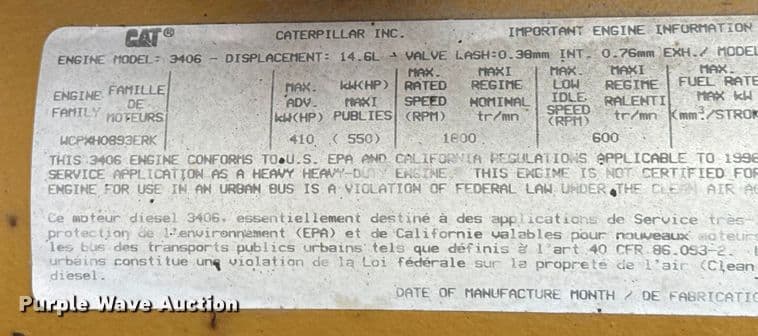 CAT® CATERPILLAR INC. IMPORTANT ENGINE INFORMATION
ENGINE MODEL: 3406 - DISPLACEMENT: 14.6L - VALVE LASH:0.38mm INT. 0.76mm EXH./ MODEL
ENGINE FAMILY
FAMILLE DE MOTEURS
MAX. ADV. kW(HP)
kW(HP) MAXI PUBLIES
MAX. RATED SPEED (RPM)
MAXI REGIME NOMINAL tr/mn
MAX. LOW IDLE SPEED (RPM)
MAXI REGIME RALENTI tr/mn
MAX. FUEL RATE MAX kW (mm³/STROK
WCPXH0893ERK 410 ( 550) 1800 600
THIS 3406 ENGINE CONFORMS TO U.S. EPA AND CALIFORNIA REGULATIONS APPLICABLE TO 1998
SERVICE APPLICATION AS A HEAVY HEAVY-DUTY ENGINE. THIS ENGINE IS NOT CERTIFIED FOR
ENGINE FOR USE IN AN URBAN BUS IS A VIOLATION OF FEDERAL LAW UNDER THE CLEAN AIR AC
Ce moteur diesel 3406, essentiellement destiné à des applications de Service très-
protection de l'environnement (EPA) et de Californie valables pour nouveaux moteurs
les bus des transports publics urbains tels que définis à l'art 40 CFR.86.093-2.
urbains constitue une violation de la Loi fédérale sur la propreté de l'air (Clean
diesel.
DATE OF MANUFACTURE MONTH / DE FABRICATIO
Purple Wave Auction